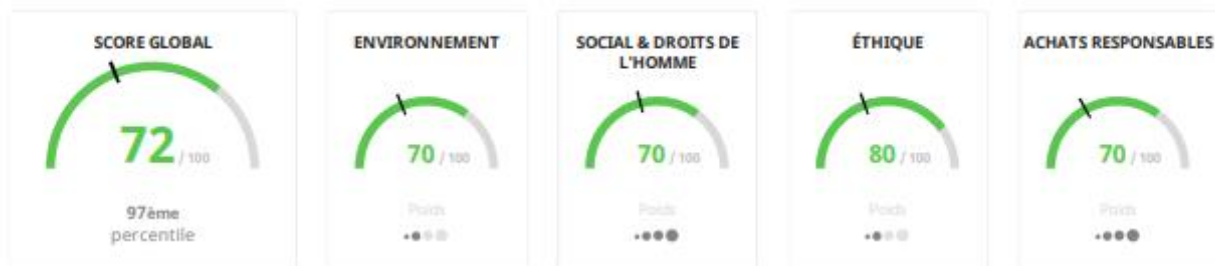 SCORE GLOBAL
72 / 100
97ème
percentile
ENVIRONNEMENT
70 / 100
Poids
SOCIAL & DROITS DE
L'HOMME
70 / 100
Poids
ÉTHIQUE
80 / 100
Poids
ACHATS RESPONSABLES
70 / 100
Poids